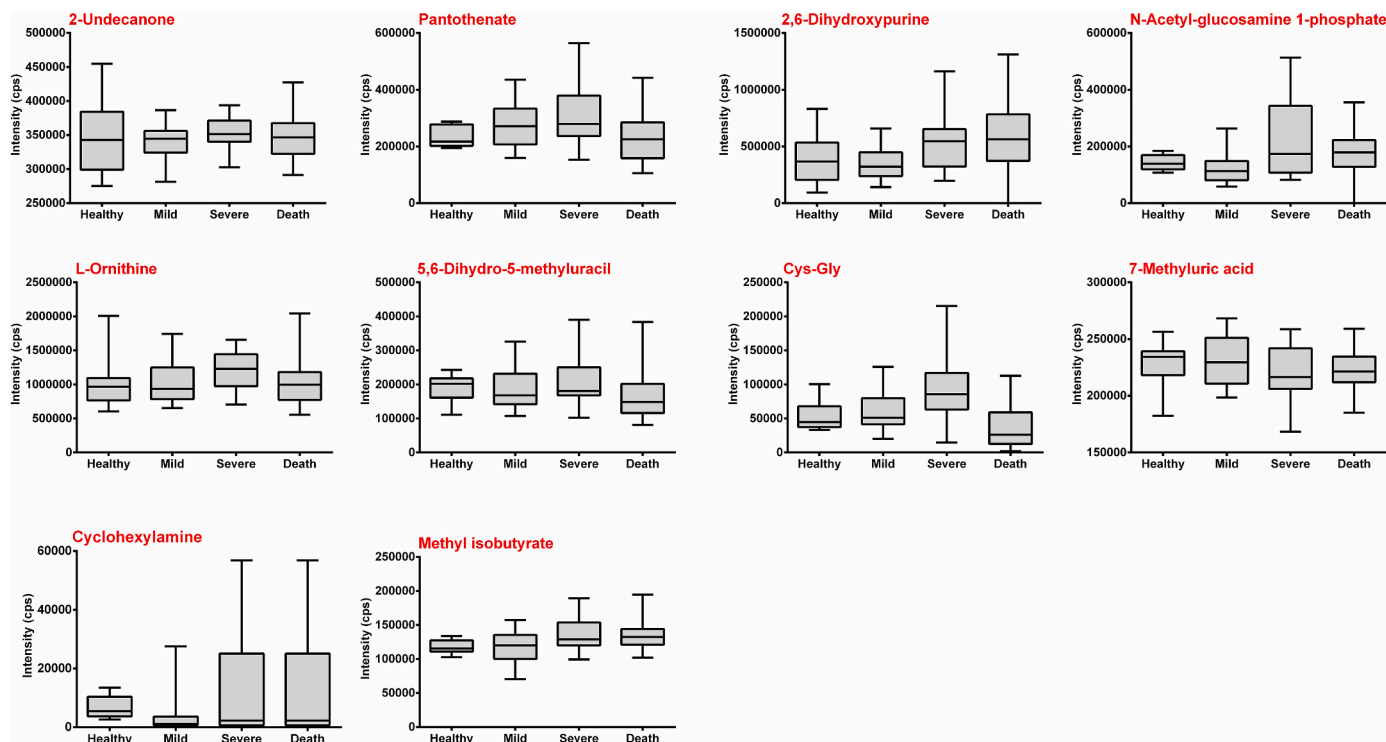 2-Undecanone
Pantothenate
2,6-Dihydroxypurine
N-Acetyl-glucosamine 1-phosphate
Intensity (cps)
500000
450000
400000
350000
300000
250000
Healthy Mild Severe Death
Intensity (cps)
600000
400000
200000
0
Healthy Mild Severe Death
Intensity (cps)
1500000
1000000
500000
0
Healthy Mild Severe Death
Intensity (cps)
600000
400000
200000
0
Healthy Mild Severe Death
L-Ornithine
5,6-Dihydro-5-methyluracil
Cys-Gly
7-Methyluric acid
Intensity (cps)
2500000
2000000
1500000
1000000
500000
0
Healthy Mild Severe Death
Intensity (cps)
500000
400000
300000
200000
100000
0
Healthy Mild Severe Death
Intensity (cps)
250000
200000
150000
100000
50000
0
Healthy Mild Severe Death
Intensity (cps)
300000
250000
200000
150000
Healthy Mild Severe Death
Cyclohexylamine
Methyl isobutyrate
Intensity (cps)
60000
40000
20000
0
Healthy Mild Severe Death
Intensity (cps)
250000
200000
150000
100000
50000
0
Healthy Mild Severe Death